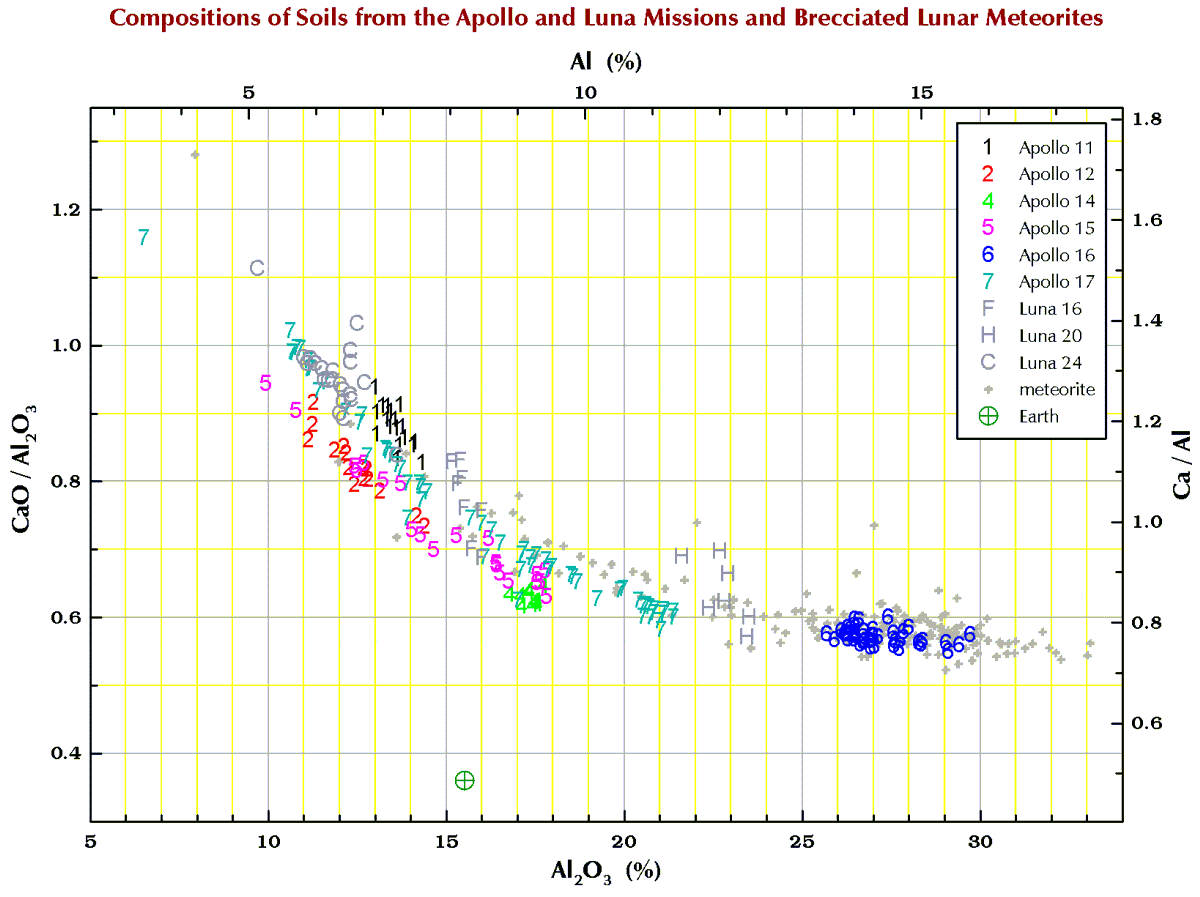 Compositions of Soils from the Apollo and Luna Missions and Brecciated Lunar Meteorites
Al (%)
5 10 15
CaO / Al₂O₃
1.2
1.0
0.8
0.6
0.4
1.8
1.6
1.4
1.2
1.0
0.8
0.6
Ca / Al
1 Apollo 11
2 Apollo 12
4 Apollo 14
5 Apollo 15
6 Apollo 16
7 Apollo 17
F Luna 16
H Luna 20
C Luna 24
meteorite
Earth
5 10 15 20 25 30
Al₂O₃ (%)